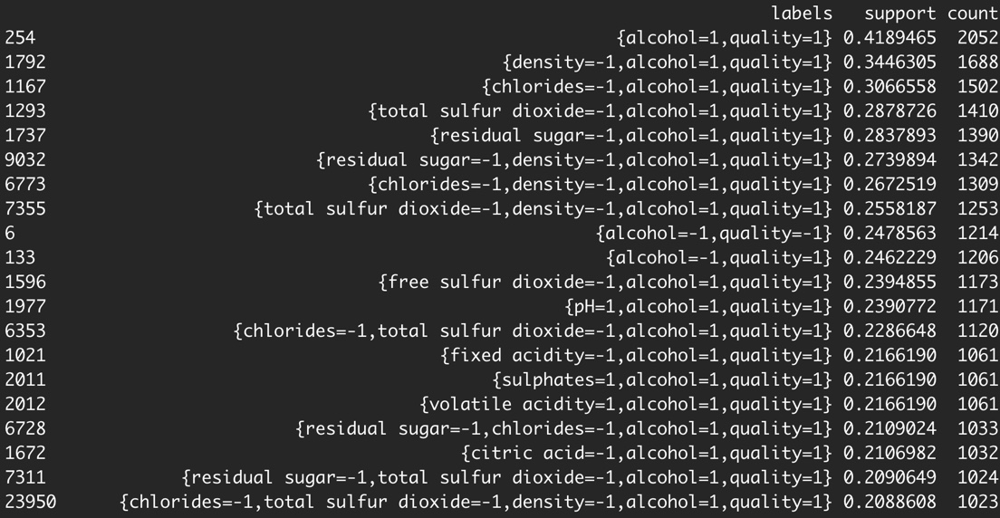 labels support count
254 {alcohol=1,quality=1} 0.4189465 2052
1792 {density=-1,alcohol=1,quality=1} 0.3446305 1688
1167 {chlorides=-1,alcohol=1,quality=1} 0.3066558 1502
1293 {total sulfur dioxide=-1,alcohol=1,quality=1} 0.2878726 1410
1737 {residual sugar=-1,alcohol=1,quality=1} 0.2837893 1390
9032 {residual sugar=-1,density=-1,alcohol=1,quality=1} 0.2739894 1342
6773 {chlorides=-1,density=-1,alcohol=1,quality=1} 0.2672519 1309
7355 {total sulfur dioxide=-1,density=-1,alcohol=1,quality=1} 0.2558187 1253
6 {alcohol=-1,quality=-1} 0.2478563 1214
133 {alcohol=-1,quality=1} 0.2462229 1206
1596 {free sulfur dioxide=-1,alcohol=1,quality=1} 0.2394855 1173
1977 {pH=1,alcohol=1,quality=1} 0.2390772 1171
6353 {chlorides=-1,total sulfur dioxide=-1,alcohol=1,quality=1} 0.2286648 1120
1021 {fixed acidity=-1,alcohol=1,quality=1} 0.2166190 1061
2011 {sulphates=1,alcohol=1,quality=1} 0.2166190 1061
2012 {volatile acidity=1,alcohol=1,quality=1} 0.2166190 1061
6728 {residual sugar=-1,chlorides=-1,alcohol=1,quality=1} 0.2109024 1033
1672 {citric acid=-1,alcohol=1,quality=1} 0.2106982 1032
7311 {residual sugar=-1,total sulfur dioxide=-1,alcohol=1,quality=1} 0.2090649 1024
23950 {chlorides=-1,total sulfur dioxide=-1,density=-1,alcohol=1,quality=1} 0.2088608 1023